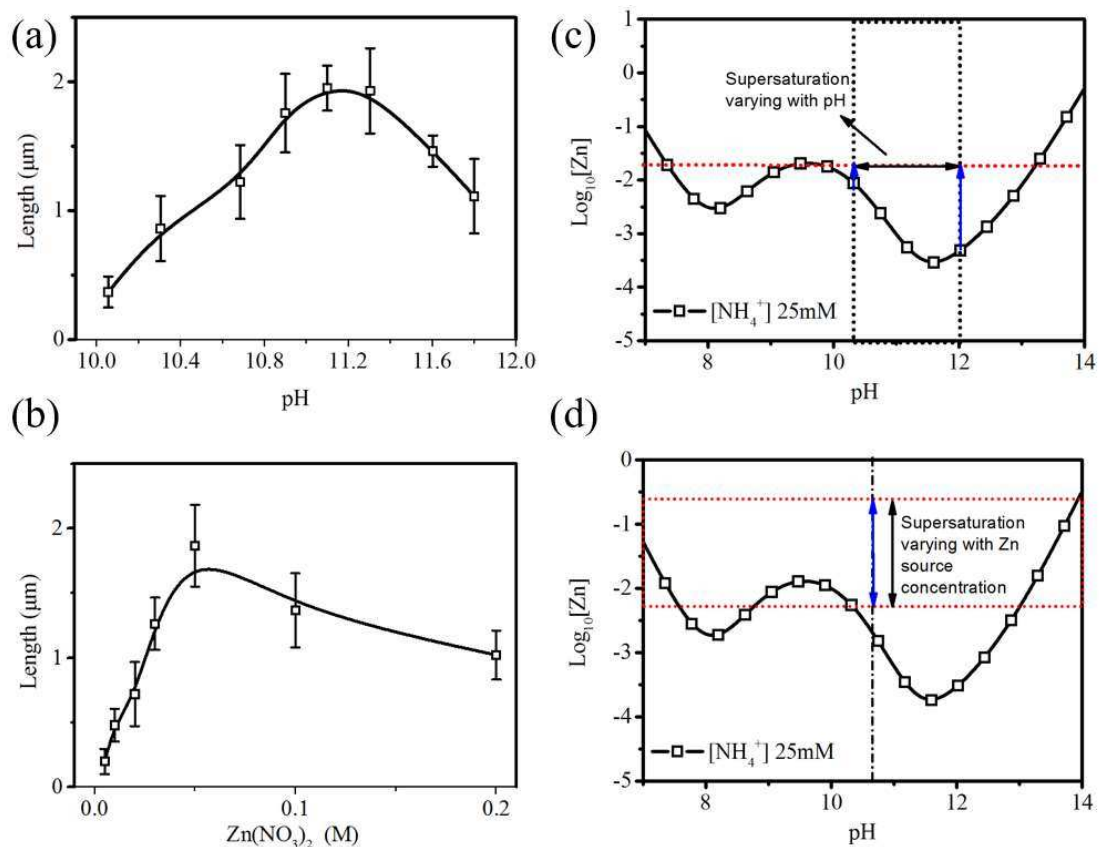 (a)
2
1
0
Length (μm)
10.0 10.4 10.8 11.2 11.6 12.0
pH
(b)
2
1
0
Length (μm)
0.0 0.1 0.2
Zn(NO₃)₂ (M)
(c)
1
0
-1
-2
-3
-4
-5
Log₁₀[Zn]
Supersaturation
varying with pH
[NH₄⁺] 25mM
8 10 12 14
pH
(d)
0
-1
-2
-3
-4
-5
Log₁₀[Zn]
Supersaturation
varying with Zn
source
concentration
[NH₄⁺] 25mM
8 10 12 14
pH